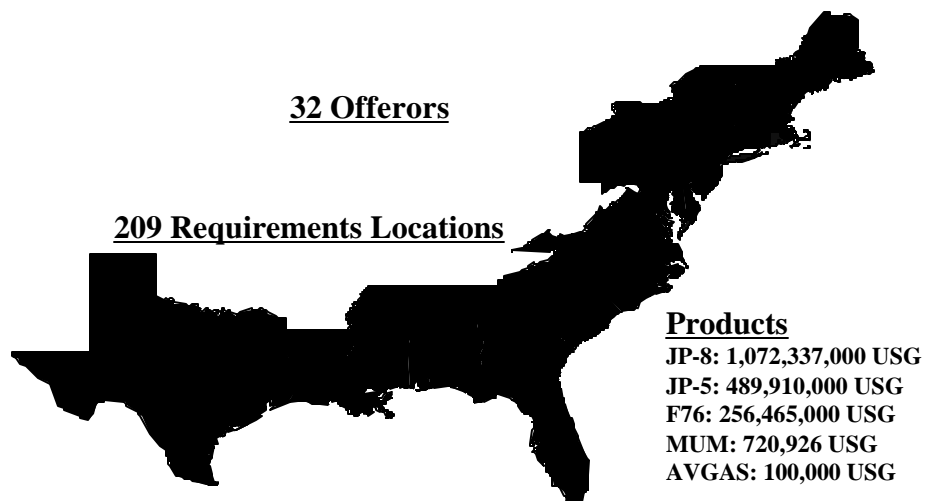 32 Offerors
209 Requirements Locations
Products
JP-8: 1,072,337,000 USG
JP-5: 489,910,000 USG
F76: 256,465,000 USG
MUM: 720,926 USG
AVGAS: 100,000 USG